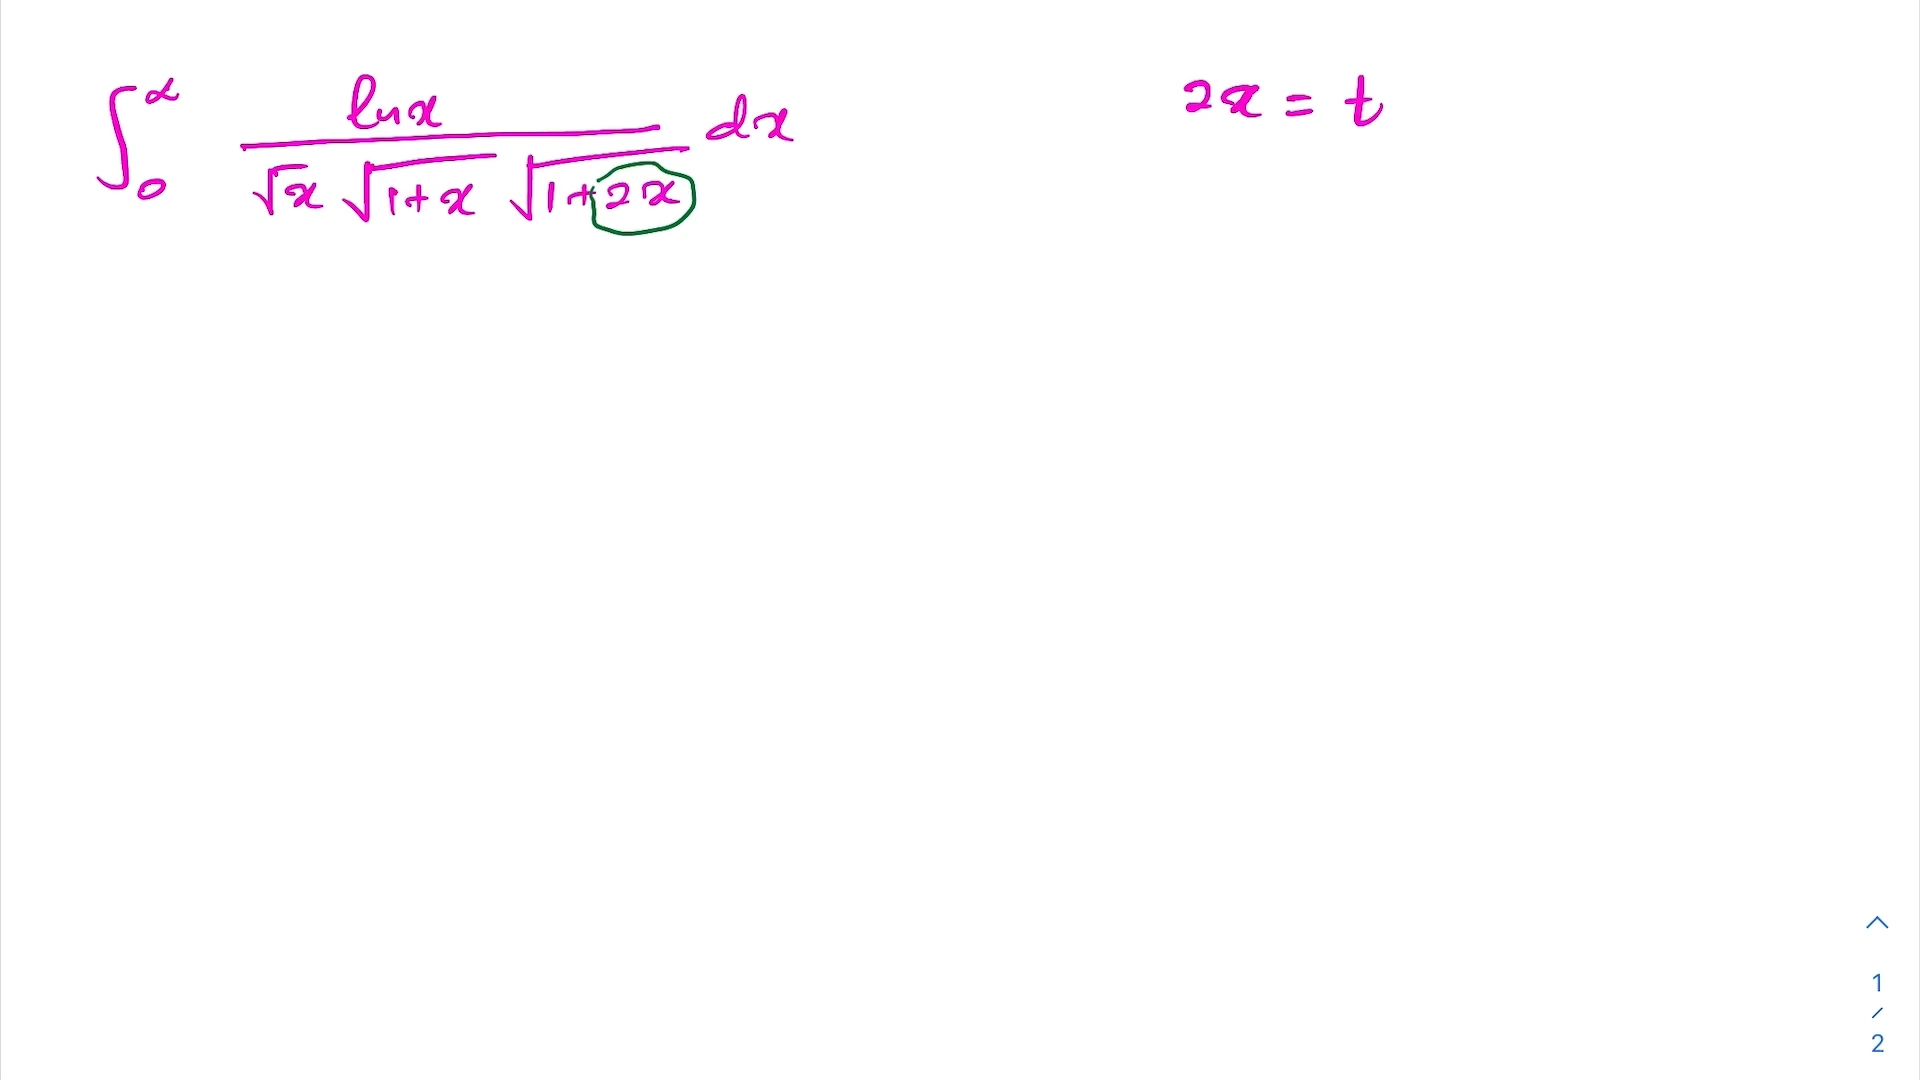 ∫₀^∝ ln x / (√x √(1+x) √(1+2x)) dx
2x = t
1
/
2